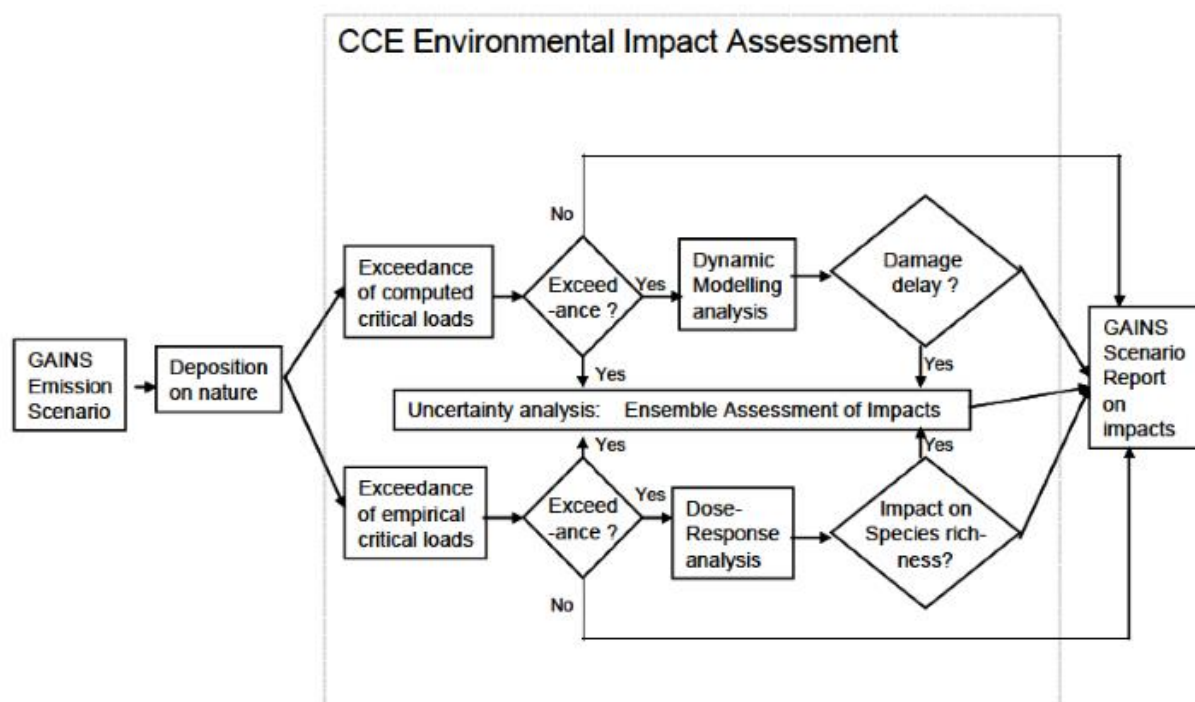 CCE Environmental Impact Assessment
GAINS
Emission
Scenario
Deposition
on nature
Exceedance
of computed
critical loads
No
Exceed
-ance ?
Yes
Yes
Dynamic
Modelling
analysis
Damage
delay ?
Yes
Uncertainty analysis: Ensemble Assessment of Impacts
Exceedance
of empirical
critical loads
Yes
Exceed
-ance ?
Yes
No
Dose-
Response
analysis
Yes
Impact on
Species rich-
ness?
GAINS
Scenario
Report
on
impacts